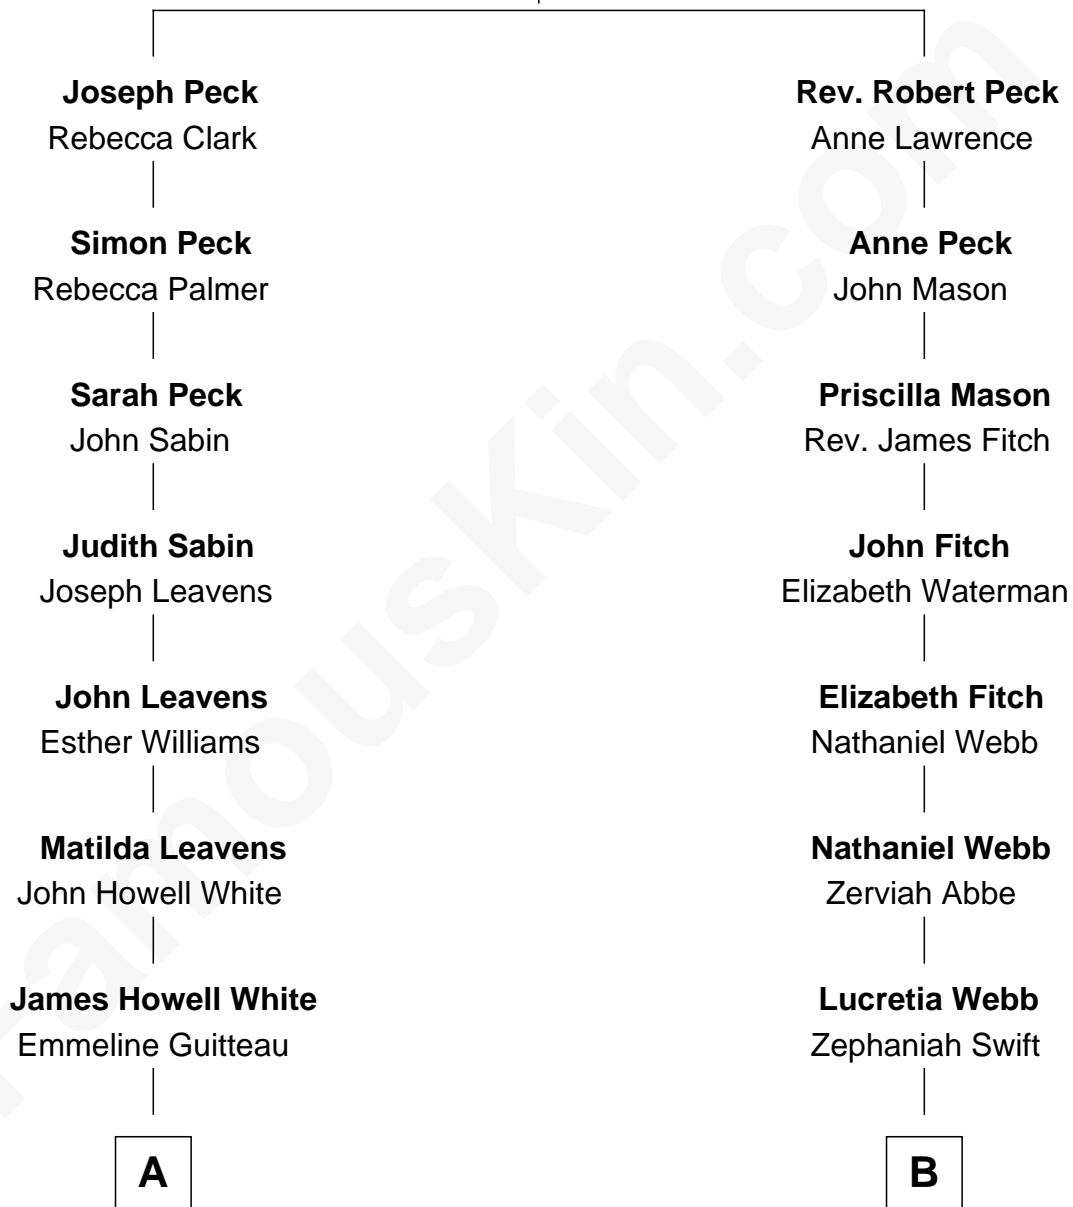 Joseph Peck
Rebecca Clark
Simon Peck
Rebecca Palmer
Sarah Peck
John Sabin
Judith Sabin
Joseph Leavens
John Leavens
Esther Williams
Matilda Leavens
John Howell White
James Howell White
Emmeline Guitteau
A
Rev. Robert Peck
Anne Lawrence
Anne Peck
John Mason
Priscilla Mason
Rev. James Fitch
John Fitch
Elizabeth Waterman
Elizabeth Fitch
Nathaniel Webb
Nathaniel Webb
Zerviah Abbe
Lucretia Webb
Zephaniah Swift
B
FamousKin.com